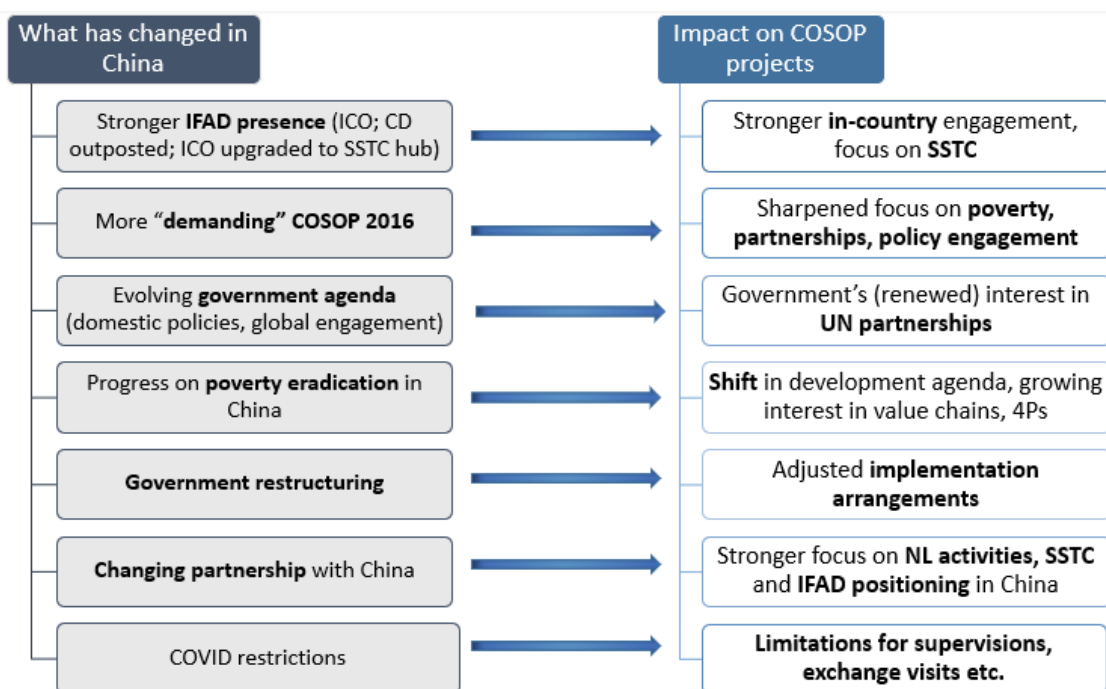 What has changed in
China
Impact on COSOP
projects
Stronger IFAD presence (ICO; CD
outposted; ICO upgraded to SSTC hub)
Stronger in-country engagement,
focus on SSTC
More “demanding” COSOP 2016
Sharpened focus on poverty,
partnerships, policy engagement
Evolving government agenda
(domestic policies, global engagement)
Government’s (renewed) interest in
UN partnerships
Progress on poverty eradication in
China
Shift in development agenda, growing
interest in value chains, 4Ps
Government restructuring
Adjusted implementation
arrangements
Changing partnership with China
Stronger focus on NL activities, SSTC
and IFAD positioning in China
COVID restrictions
Limitations for supervisions,
exchange visits etc.